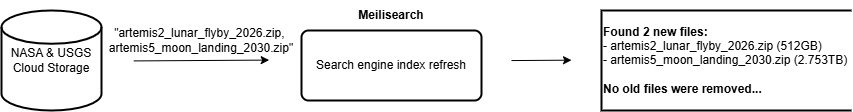 NASA & USGS
Cloud Storage
"artemis2_lunar_flyby_2026.zip,
artemis5_moon_landing_2030.zip"
Meilisearch
Search engine index refresh
Found 2 new files:
- artemis2_lunar_flyby_2026.zip (512GB)
- artemis5_moon_landing_2030.zip (2.753TB)
No old files were removed...